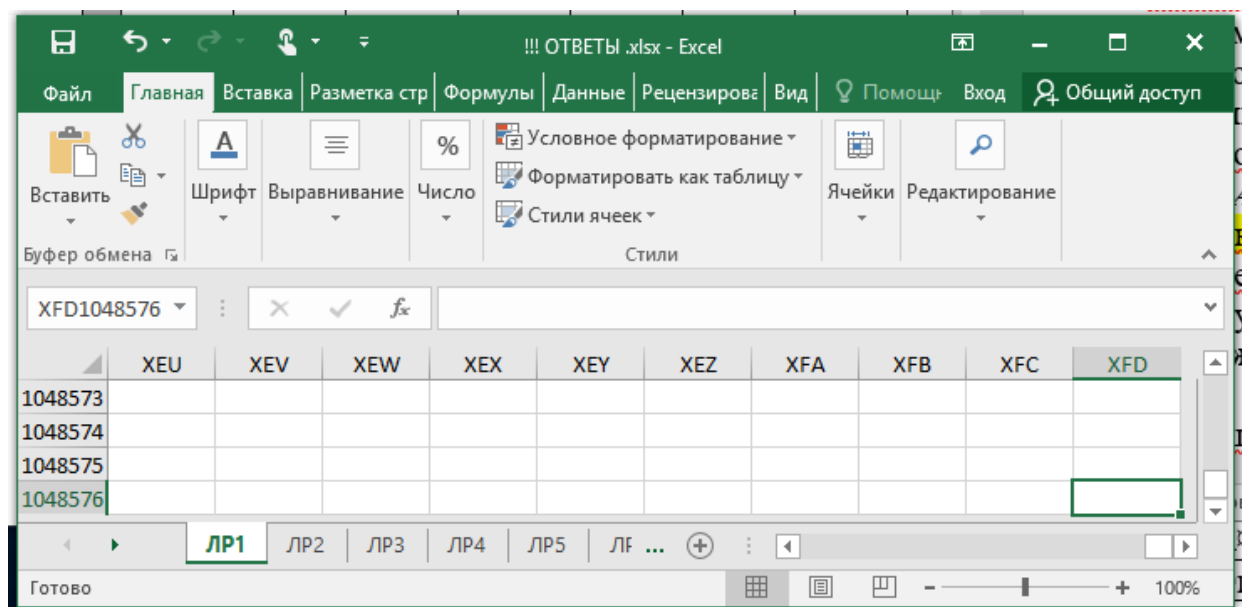 !!! ОТВЕТЫ .xlsx - Excel
Файл Главная Вставка Разметка стр Формулы Данные Рецензирова Вид Помощн Вход Общий доступ
Вставить
Шрифт Выравнивание Число
%
Условное форматирование
Форматировать как таблицу
Стили ячеек
Ячейки Редактирование
Буфер обмена Стили
XFD1048576 fx
XEU XEV XEW XEX XEY XEZ XFA XFB XFC XFD
1048573
1048574
1048575
1048576
ЛР1 ЛР2 ЛР3 ЛР4 ЛР5 ... 
Готово 100%